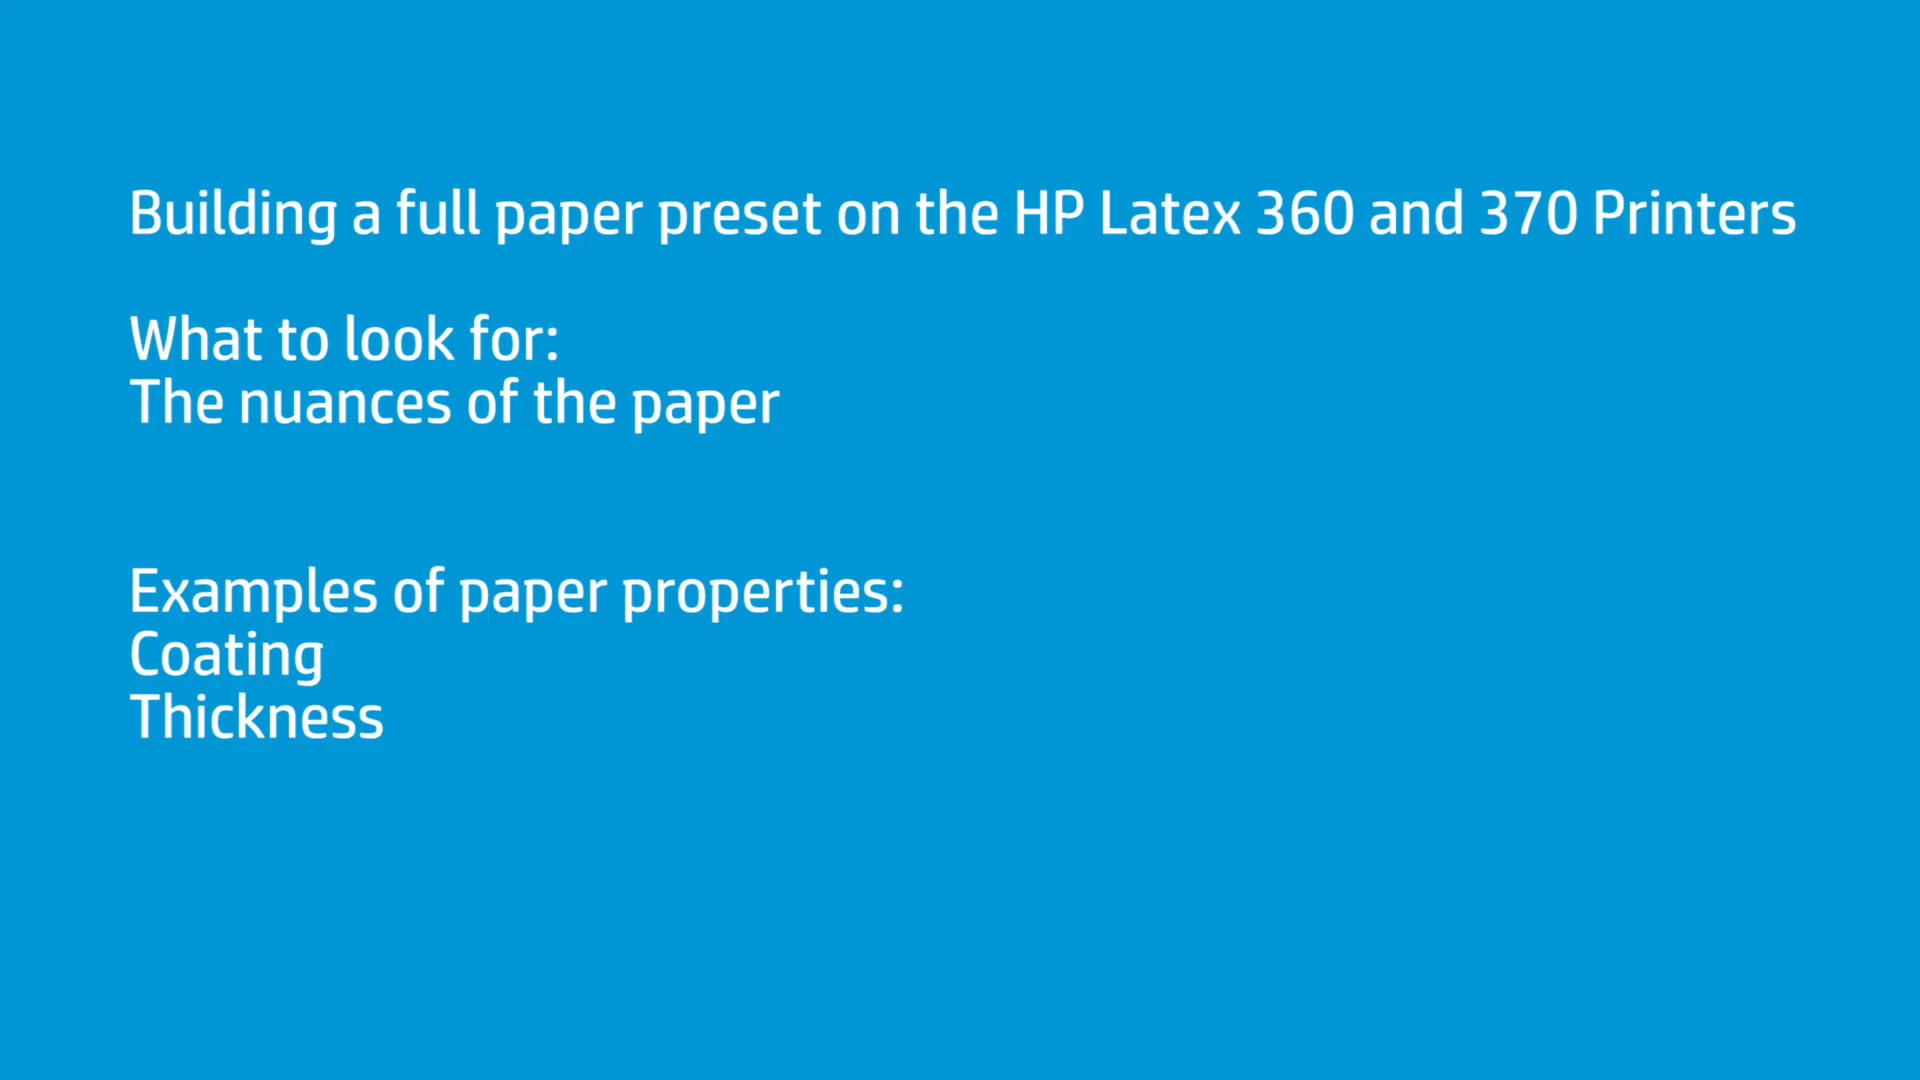 Building a full paper preset on the HP Latex 360 and 370 Printers
What to look for:
The nuances of the paper
Examples of paper properties:
Coating
Thickness